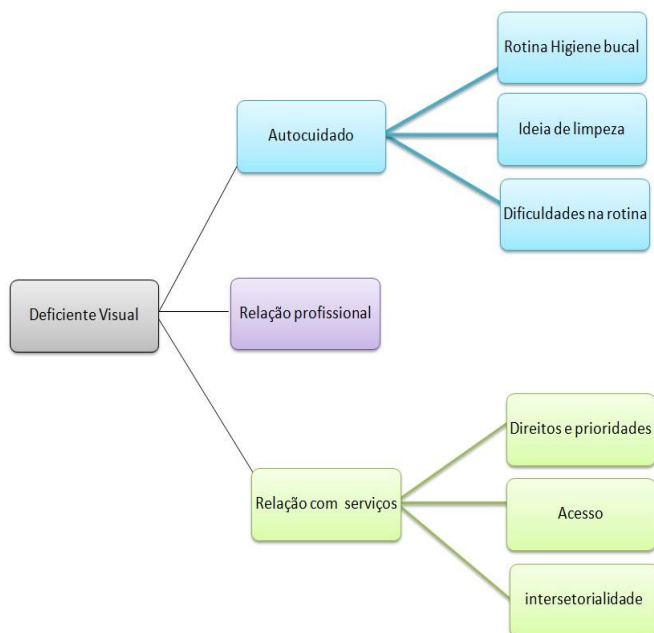 Rotina Higiene bucal
Autocuidado
Ideia de limpeza
Dificuldades na rotina
Deficiente Visual
Relação profissional
Direitos e prioridades
Relação com serviços
Acesso
intersetorialidade